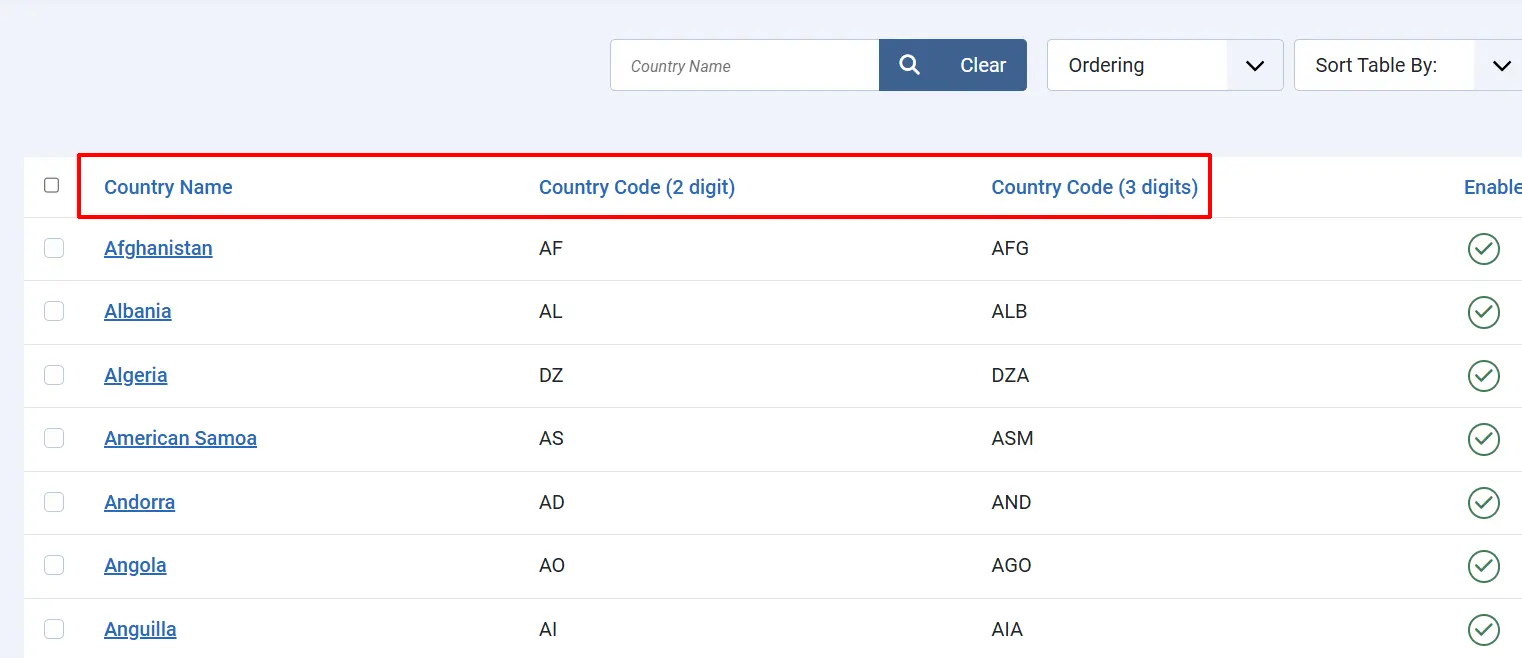 Country Name Clear Ordering Sort Table By:
Country Name Country Code (2 digit) Country Code (3 digits) Enable
Afghanistan AF AFG
Albania AL ALB
Algeria DZ DZA
American Samoa AS ASM
Andorra AD AND
Angola AO AGO
Anguilla AI AIA